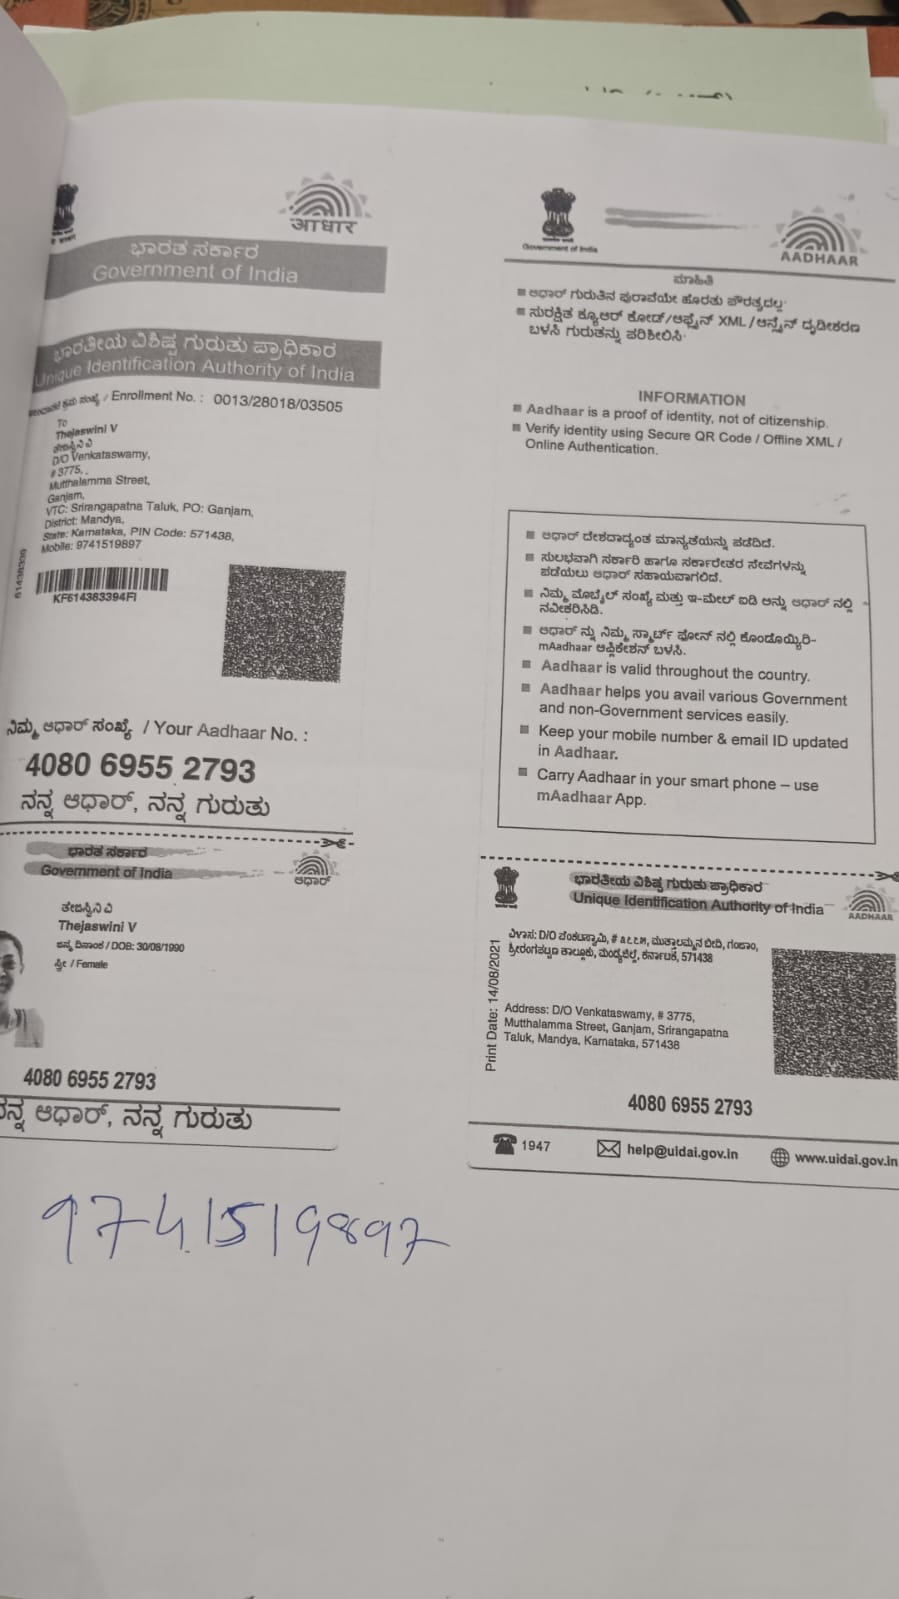 आधार
ಭಾರತ ಸರ್ಕಾರ
Government of India
ಭಾರತೀಯ ವಿಶಿಷ್ಟ ಗುರುತು ಪ್ರಾಧಿಕಾರ
Unique Identification Authority of India
ಕ್ರಮ ಸಂಖ್ಯೆ / Enrollment No. : 0013/28018/03505
To
Thejaswini V
ತೇಜಸ್ವಿನಿ ವಿ
D/O Venkataswamy,
# 3775, .
Mutthalamma Street,
Ganjam,
VTC: Srirangapatna Taluk, PO: Ganjam,
District: Mandya,
State: Karnataka, PIN Code: 571438,
Mobile: 9741519897
KF614383394FI
ನಿಮ್ಮ ಆಧಾರ್ ಸಂಖ್ಯೆ / Your Aadhaar No. :
4080 6955 2793
ನನ್ನ ಆಧಾರ್, ನನ್ನ ಗುರುತು
ಭಾರತ ಸರ್ಕಾರ
Government of India
ಆಧಾರ್
ತೇಜಸ್ವಿನಿ ವಿ
Thejaswini V
ಜನ್ಮ ದಿನಾಂಕ / DOB: 30/08/1990
ಸ್ತ್ರೀ / Female
4080 6955 2793
ನನ್ನ ಆಧಾರ್, ನನ್ನ ಗುರುತು
9741519897
Government of India
AADHAAR
ಮಾಹಿತಿ
■ ಆಧಾರ್ ಗುರುತಿನ ಪುರಾವೆಯೇ ಹೊರತು ಪೌರತ್ವದಲ್ಲ.
■ ಸುರಕ್ಷಿತ ಕ್ಯೂಆರ್ ಕೋಡ್/ಆಫ್ಲೈನ್ XML/ಆನ್ಲೈನ್ ದೃಢೀಕರಣ
ಬಳಸಿ ಗುರುತನ್ನು ಪರಿಶೀಲಿಸಿ.
INFORMATION
■ Aadhaar is a proof of identity, not of citizenship.
■ Verify identity using Secure QR Code / Offline XML /
Online Authentication.
■ ಆಧಾರ್ ದೇಶದಾದ್ಯಂತ ಮಾನ್ಯತೆಯನ್ನು ಪಡೆದಿದೆ.
■ ಸುಲಭವಾಗಿ ಸರ್ಕಾರಿ ಹಾಗೂ ಸರ್ಕಾರೇತರ ಸೇವೆಗಳನ್ನು
ಪಡೆಯಲು ಆಧಾರ್ ಸಹಾಯವಾಗಲಿದೆ.
■ ನಿಮ್ಮ ಮೊಬೈಲ್ ಸಂಖ್ಯೆ ಮತ್ತು ಇ-ಮೇಲ್ ಐಡಿ ಅನ್ನು ಆಧಾರ್ ನಲ್ಲಿ
ನವೀಕರಿಸಿಡಿ.
■ ಆಧಾರ್ ನ್ನು ನಿಮ್ಮ ಸ್ಮಾರ್ಟ್ ಫೋನ್ ನಲ್ಲಿ ಕೊಂಡೊಯ್ಯಿರಿ-
mAadhaar ಅಪ್ಲಿಕೇಶನ್ ಬಳಸಿ.
■ Aadhaar is valid throughout the country.
■ Aadhaar helps you avail various Government
and non-Government services easily.
■ Keep your mobile number & email ID updated
in Aadhaar.
■ Carry Aadhaar in your smart phone – use
mAadhaar App.
ಭಾರತೀಯ ವಿಶಿಷ್ಟ ಗುರುತು ಪ್ರಾಧಿಕಾರ
Unique Identification Authority of India
AADHAAR
ವಿಳಾಸ: D/O ವೆಂಕಟಸ್ವಾಮಿ, # ೩೭೭೫, ಮುತ್ತಾಲಮ್ಮನ ಬೀದಿ, ಗಂಜಾಂ,
ಶ್ರೀರಂಗಪಟ್ಟಣ ತಾಲ್ಲೂಕು, ಮಂಡ್ಯಜಿಲ್ಲೆ, ಕರ್ನಾಟಕ, 571438
Print Date: 14/08/2021
Address: D/O Venkataswamy, # 3775,
Mutthalamma Street, Ganjam, Srirangapatna
Taluk, Mandya, Karnataka, 571438
4080 6955 2793
1947
help@uidai.gov.in
www.uidai.gov.in